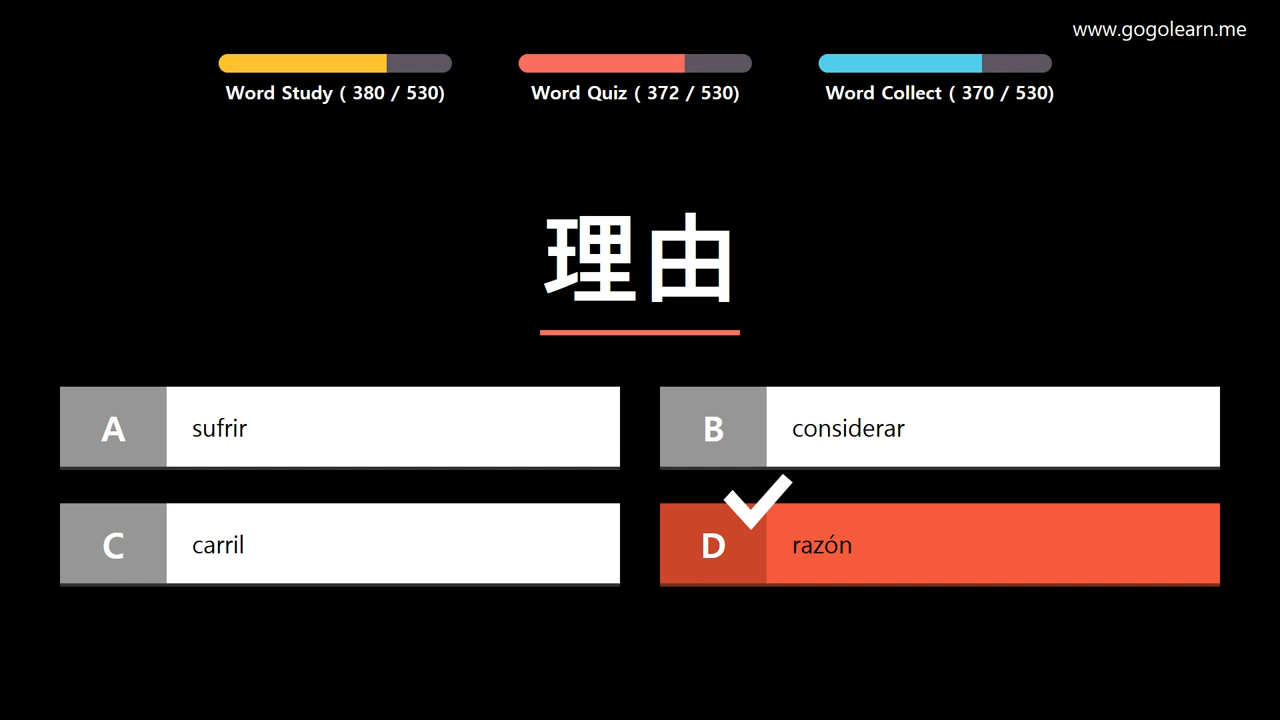 www.gogolearn.me
Word Study ( 380 / 530)
Word Quiz ( 372 / 530)
Word Collect ( 370 / 530)
理由
A sufrir
B considerar
C carril
D razón